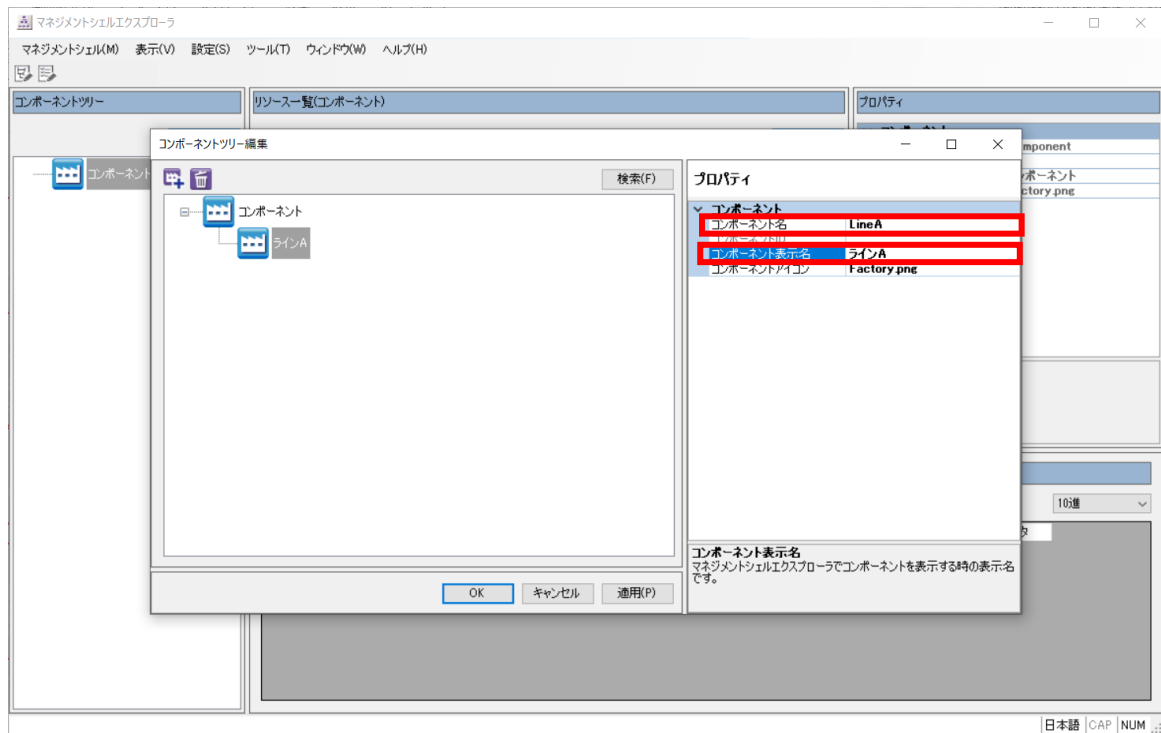 マネジメントシェルエクスプローラ
マネジメントシェル(M) 表示(V) 設定(S) ツール(T) ウィンドウ(W) ヘルプ(H)
コンポーネントツリー
リソース一覧(コンポーネント)
プロパティ
コンポーネント
コンポーネントツリー編集
検索(F)
コンポーネント
ラインA
プロパティ
コンポーネント
コンポーネント名 LineA
コンポーネントID
コンポーネント表示名 ラインA
コンポーネントアイコン Factory.png
mponent
ポーネント
ctory.png
コンポーネント表示名
マネジメントシェルエクスプローラでコンポーネントを表示する時の表示名
です。
OK キャンセル 適用(P)
10進
タ
日本語 CAP NUM